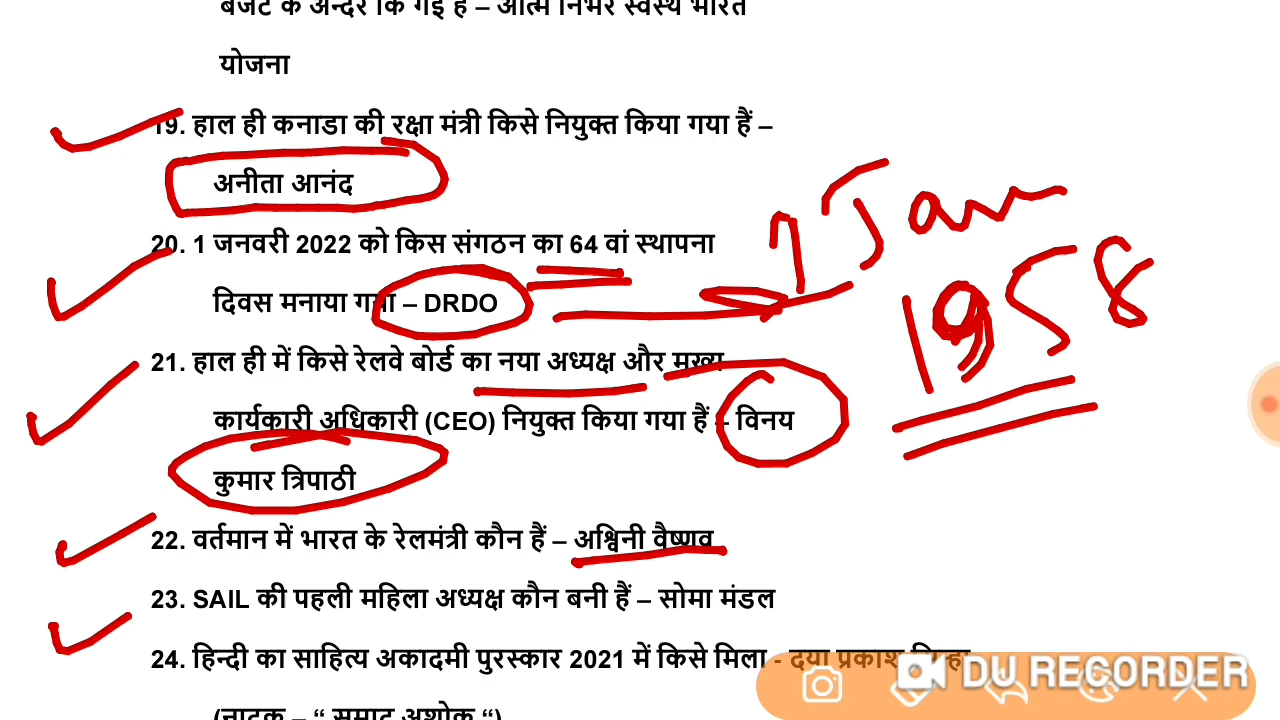 बजट के अन्दर कि गई है – आत्म निर्भर स्वस्थ भारत
योजना
19. हाल ही कनाडा की रक्षा मंत्री किसे नियुक्त किया गया हैं –
अनीता आनंद
20. 1 जनवरी 2022 को किस संगठन का 64 वां स्थापना
दिवस मनाया गया – DRDO
1 Jan
1958
21. हाल ही में किसे रेलवे बोर्ड का नया अध्यक्ष और मुख्य
कार्यकारी अधिकारी (CEO) नियुक्त किया गया हैं – विनय
कुमार त्रिपाठी
22. वर्तमान में भारत के रेलमंत्री कौन हैं – अश्विनी वैष्णव
23. SAIL की पहली महिला अध्यक्ष कौन बनी हैं – सोमा मंडल
24. हिन्दी का साहित्य अकादमी पुरस्कार 2021 में किसे मिला - दया प्रकाश सिन्हा
(नाटक – “ सम्राट अशोक “)
DU RECORDER